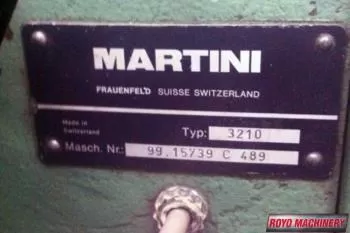 MARTINI
FRAUENFELD SUISSE SWITZERLAND
Made in
Switzerland
Typ: 3210
Masch. Nr.: 99.15739 C 489
ROYO MACHINERY